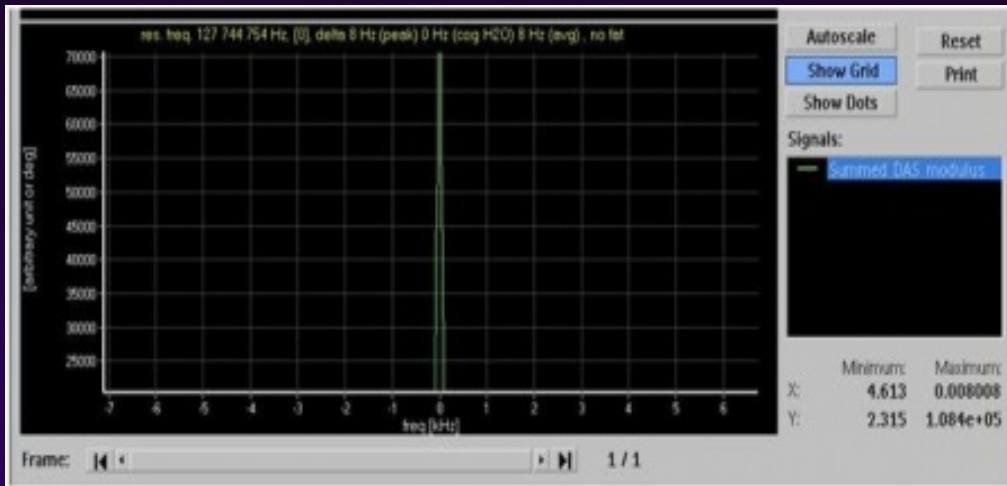 res. freq. 127 744 754 Hz, [0], delta 8 Hz (peak) 0 Hz (cog H2O) 8 Hz (avg) , no fat
70000
65000
60000
55000
50000
45000
40000
35000
30000
25000
[arbitrary unit or deg]
-7 -6 -5 -4 -3 -2 -1 0 1 2 3 4 5 6
freq [kHz]
Frame: 1 / 1
Autoscale Reset
Show Grid Print
Show Dots
Signals:
Summed DAS modulus
Minimum: Maximum:
X: 4.613 0.008008
Y: 2.315 1.084e+05